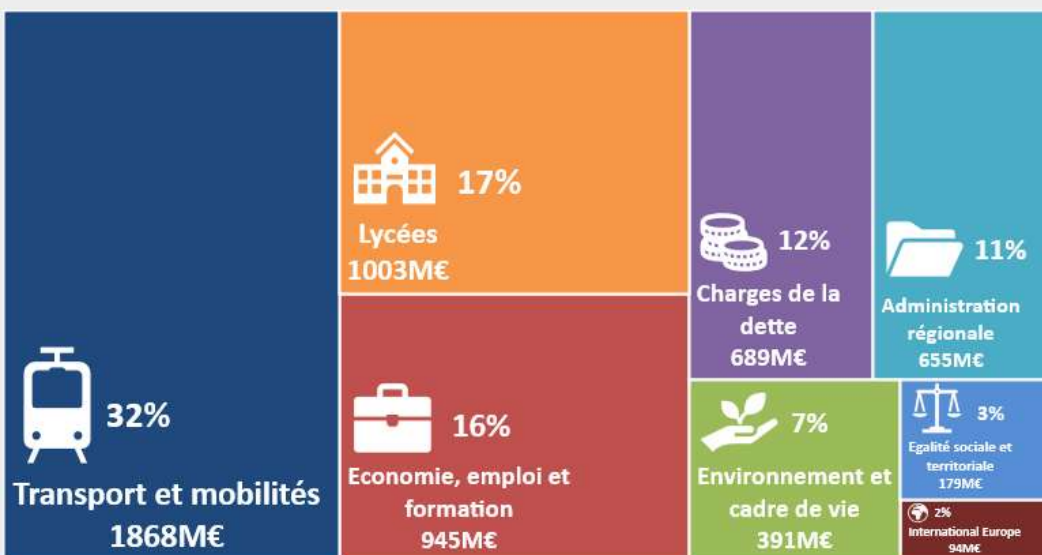 32%
Transport et mobilités
1868M€
17%
Lycées
1003M€
16%
Economie, emploi et
formation
945M€
12%
Charges de la
dette
689M€
11%
Administration
régionale
655M€
7%
Environnement et
cadre de vie
391M€
3%
Egalité sociale et
territoriale
179M€
2%
International Europe
94M€